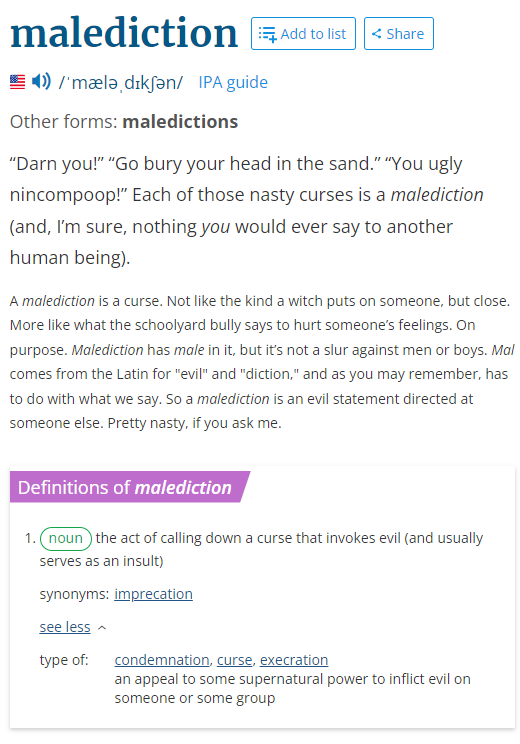 malediction Add to list Share
/ˈmæləˌdɪkʃən/ IPA guide
Other forms: maledictions
“Darn you!” “Go bury your head in the sand.” “You ugly
nincompoop!” Each of those nasty curses is a malediction
(and, I’m sure, nothing you would ever say to another
human being).
A malediction is a curse. Not like the kind a witch puts on someone, but close.
More like what the schoolyard bully says to hurt someone’s feelings. On
purpose. Malediction has male in it, but it’s not a slur against men or boys. Mal
comes from the Latin for "evil" and "diction," and as you may remember, has
to do with what we say. So a malediction is an evil statement directed at
someone else. Pretty nasty, if you ask me.
Definitions of malediction
1. noun the act of calling down a curse that invokes evil (and usually
serves as an insult)
synonyms: imprecation
see less
type of: condemnation, curse, execration
an appeal to some supernatural power to inflict evil on
someone or some group